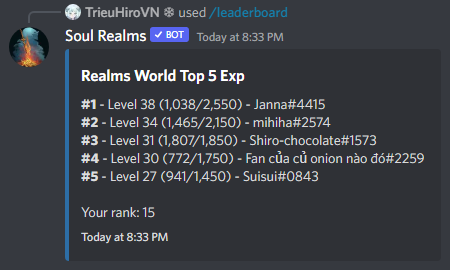 TrieuHiroVN ❄ used /leaderboard
Soul Realms ✓ BOT Today at 8:33 PM
Realms World Top 5 Exp
#1 - Level 38 (1,038/2,550) - Janna#4415
#2 - Level 34 (1,465/2,150) - mihiha#2574
#3 - Level 31 (1,807/1,850) - Shiro-chocolate#1573
#4 - Level 30 (772/1,750) - Fan của củ onion nào đó#2259
#5 - Level 27 (941/1,450) - Suisui#0843
Your rank: 15
Today at 8:33 PM